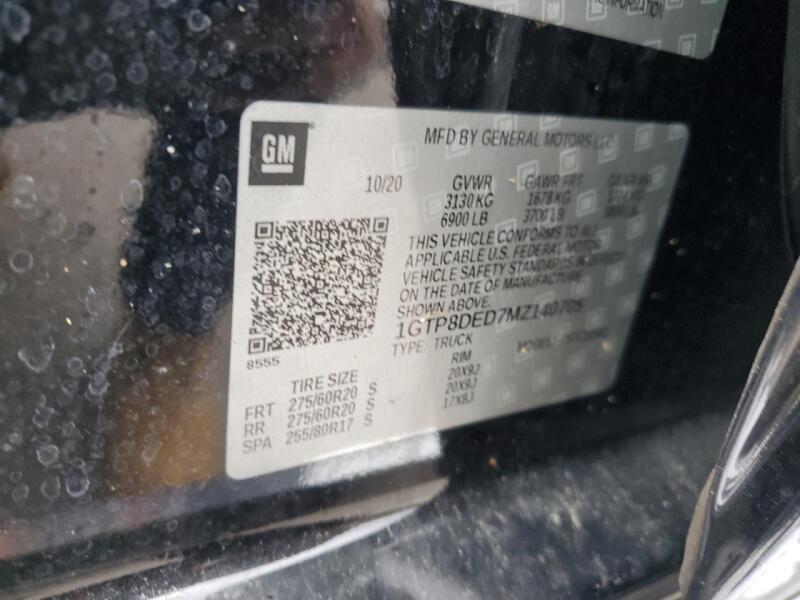 INFORMATION
GM
MFD BY GENERAL MOTORS LLC
10/20 GVWR GAWR FRT
3130 KG 1678 KG
6900 LB 3700 LB
THIS VEHICLE CONFORMS TO ALL
APPLICABLE U.S. FEDERAL MOTOR
VEHICLE SAFETY STANDARDS IN EFFECT
ON THE DATE OF MANUFACTURE
SHOWN ABOVE.
1GTP8DED7MZ140705
TYPE: TRUCK MODEL:
8555
TIRE SIZE RIM
FRT 275/60R20 S 20X9J
RR 275/60R20 S 20X9J
SPA 255/80R17 S 17X8J